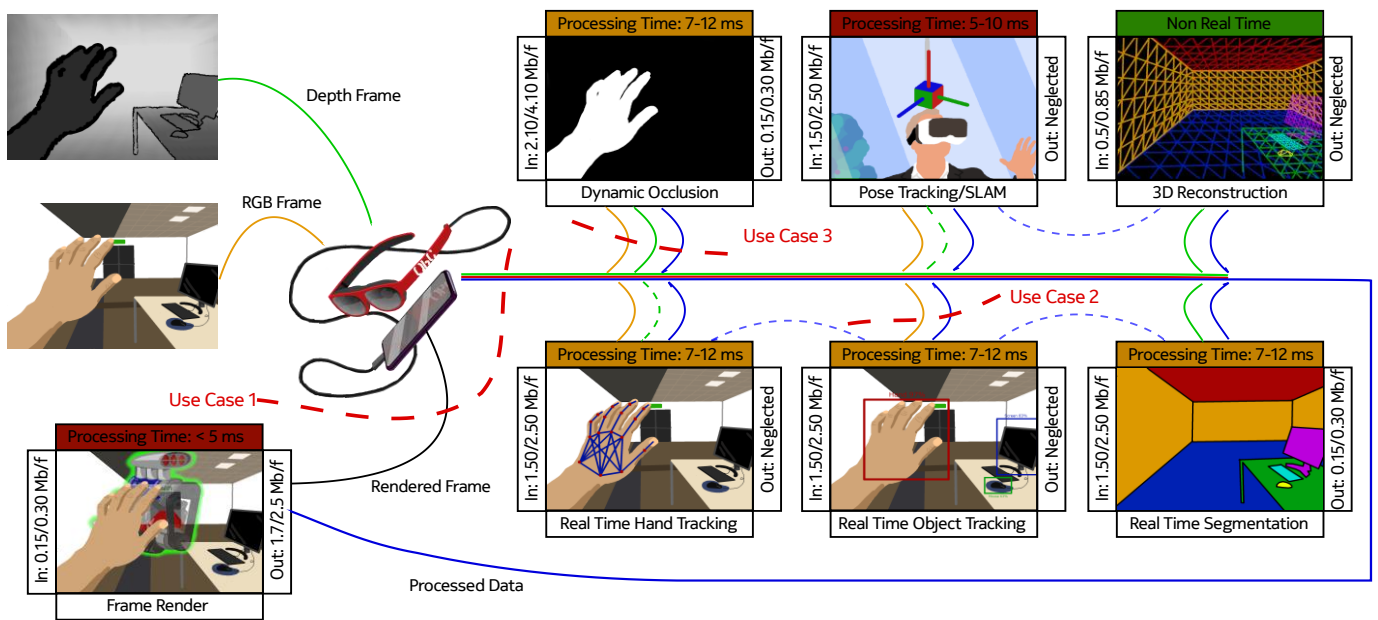 Processing Time: 7-12 ms
Processing Time: 5-10 ms
Non Real Time
In: 2.10/4.10 Mb/f
Out: 0.15/0.30 Mb/f
In: 1.50/2.50 Mb/f
Out: Neglected
In: 0.5/0.85 Mb/f
Out: Neglected
Depth Frame
Dynamic Occlusion
Pose Tracking/SLAM
3D Reconstruction
RGB Frame
Use Case 3
Use Case 2
Processing Time: 7-12 ms
Processing Time: 7-12 ms
Processing Time: 7-12 ms
In: 1.50/2.50 Mb/f
Out: Neglected
In: 1.50/2.50 Mb/f
Out: Neglected
In: 1.50/2.50 Mb/f
Out: 0.15/0.30 Mb/f
Use Case 1
Processing Time: < 5 ms
In: 0.15/0.30 Mb/f
Out: 1.7/2.5 Mb/f
Rendered Frame
Real Time Hand Tracking
Real Time Object Tracking
Real Time Segmentation
Processed Data
Frame Render